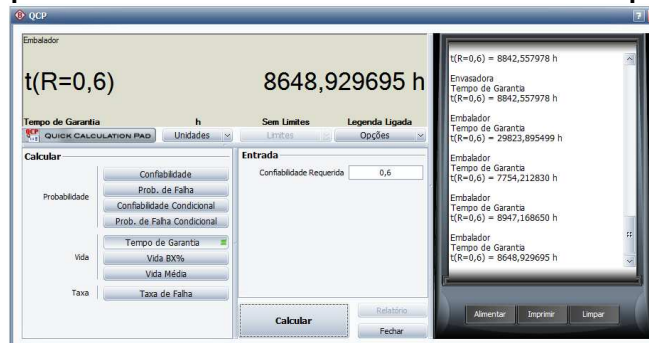 QCP
Embalador
t(R=0,6) 8648,929695 h
Tempo de Garantia h Sem Limites Legenda Ligada
QCP QUICK CALCULATION PAD Unidades Limites Opções
Calcular
Probabilidade
Confiabilidade
Prob. de Falha
Confiabilidade Condicional
Prob. de Falha Condicional
Vida
Tempo de Garantia
Vida BX%
Vida Média
Taxa
Taxa de Falha
Entrada
Confiabilidade Requerida 0,6
Calcular
Relatório
Fechar
t(R=0,6) = 8842,557978 h
Envasadora
Tempo de Garantia
t(R=0,6) = 8842,557978 h
Embalador
Tempo de Garantia
t(R=0,6) = 29823,895499 h
Embalador
Tempo de Garantia
t(R=0,6) = 7754,212830 h
Embalador
Tempo de Garantia
t(R=0,6) = 8947,168650 h
Embalador
Tempo de Garantia
t(R=0,6) = 8648,929695 h
Alimentar Imprimir Limpar